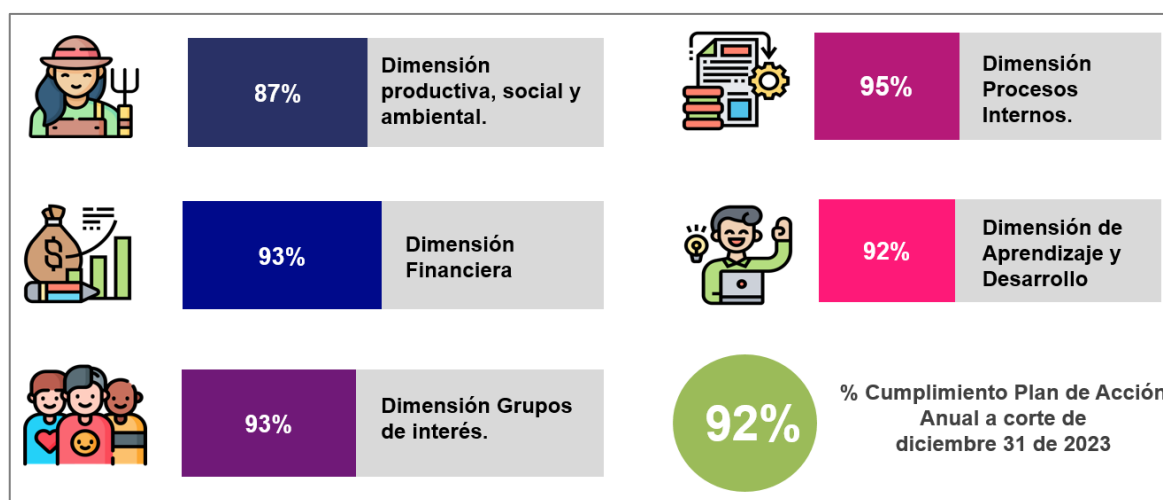 87%
Dimensión
productiva, social y
ambiental.
95%
Dimensión
Procesos
Internos.
93%
Dimensión
Financiera
92%
Dimensión de
Aprendizaje y
Desarrollo
93%
Dimensión Grupos
de interés.
92%
% Cumplimiento Plan de Acción
Anual a corte de
diciembre 31 de 2023